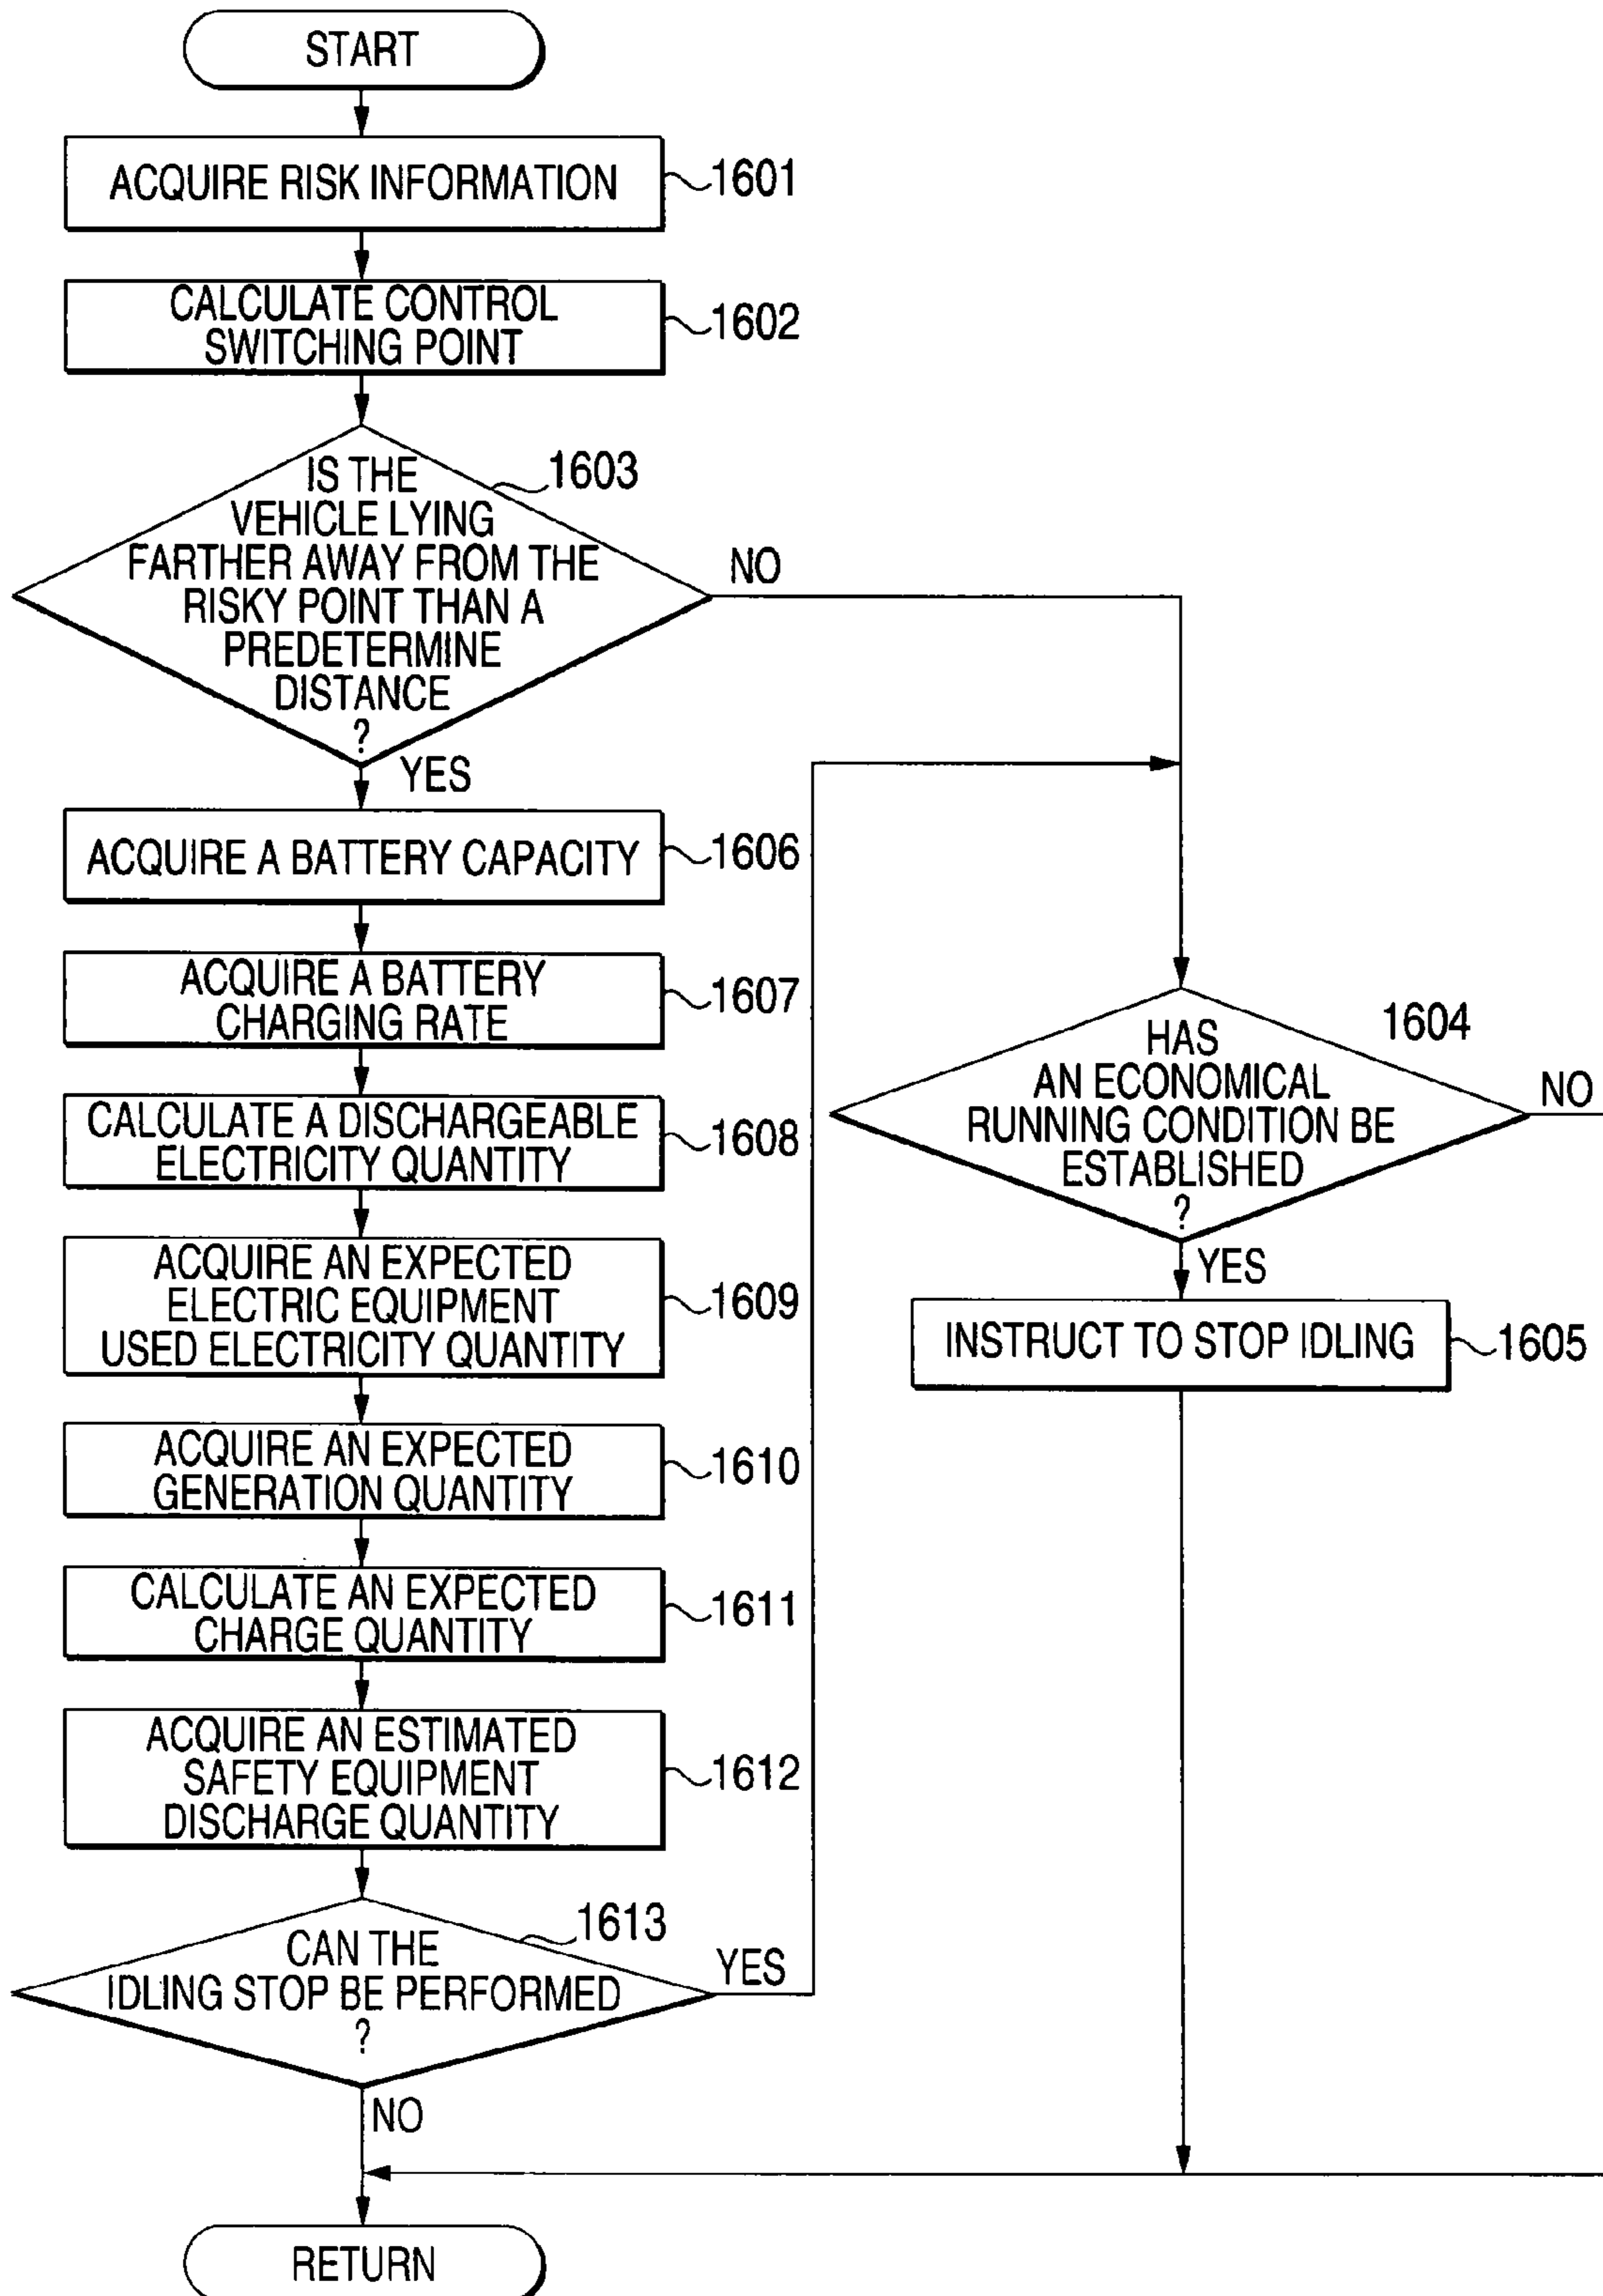 START
ACQUIRE RISK INFORMATION
1601
CALCULATE CONTROL
SWITCHING POINT
1602
IS THE
VEHICLE LYING
FARTHER AWAY FROM THE
RISKY POINT THAN A
PREDETERMINE
DISTANCE
?
1603
NO
YES
ACQUIRE A BATTERY CAPACITY
1606
ACQUIRE A BATTERY
CHARGING RATE
1607
CALCULATE A DISCHARGEABLE
ELECTRICITY QUANTITY
1608
ACQUIRE AN EXPECTED
ELECTRIC EQUIPMENT
USED ELECTRICITY QUANTITY
1609
ACQUIRE AN EXPECTED
GENERATION QUANTITY
1610
CALCULATE AN EXPECTED
CHARGE QUANTITY
1611
ACQUIRE AN ESTIMATED
SAFETY EQUIPMENT
DISCHARGE QUANTITY
1612
CAN THE
IDLING STOP BE PERFORMED
?
1613
YES
NO
HAS
AN ECONOMICAL
RUNNING CONDITION BE
ESTABLISHED
?
1604
NO
YES
INSTRUCT TO STOP IDLING
1605
RETURN